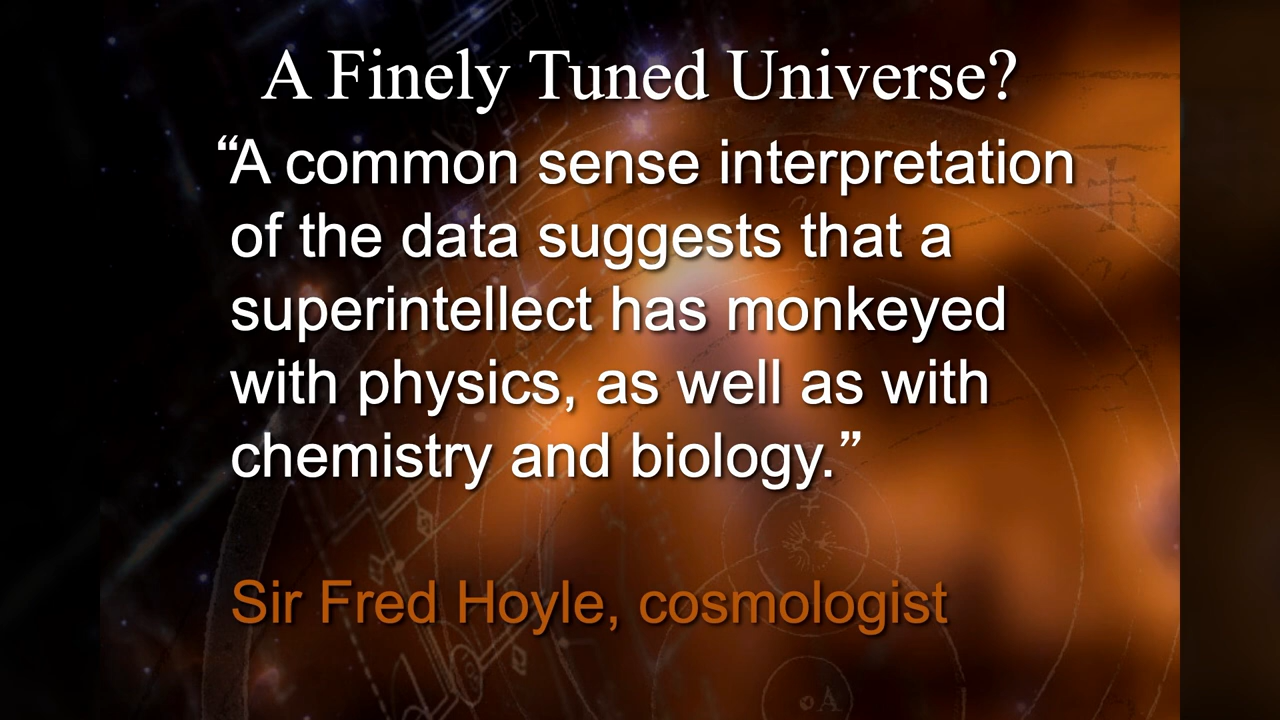 A Finely Tuned Universe?
“A common sense interpretation
of the data suggests that a
superintellect has monkeyed
with physics, as well as with
chemistry and biology.”
Sir Fred Hoyle, cosmologist
A